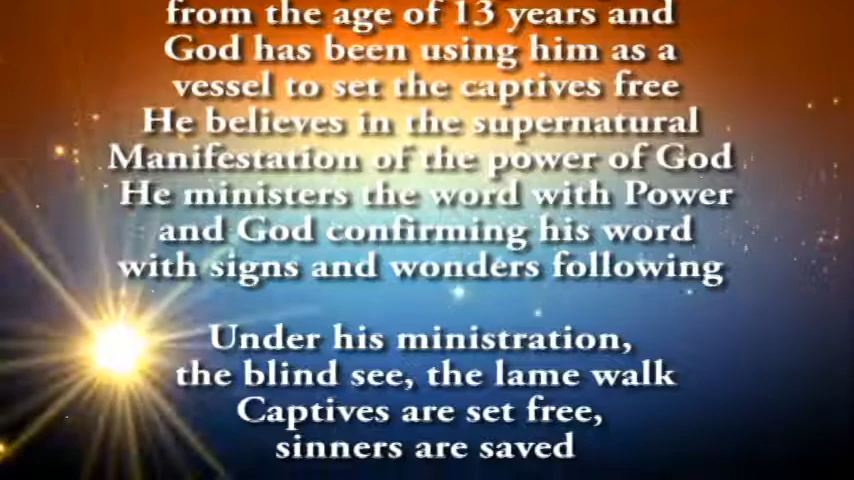 from the age of 13 years and
God has been using him as a
vessel to set the captives free
He believes in the supernatural
Manifestation of the power of God
He ministers the word with Power
and God confirming his word
with signs and wonders following
Under his ministration,
the blind see, the lame walk
Captives are set free,
sinners are saved